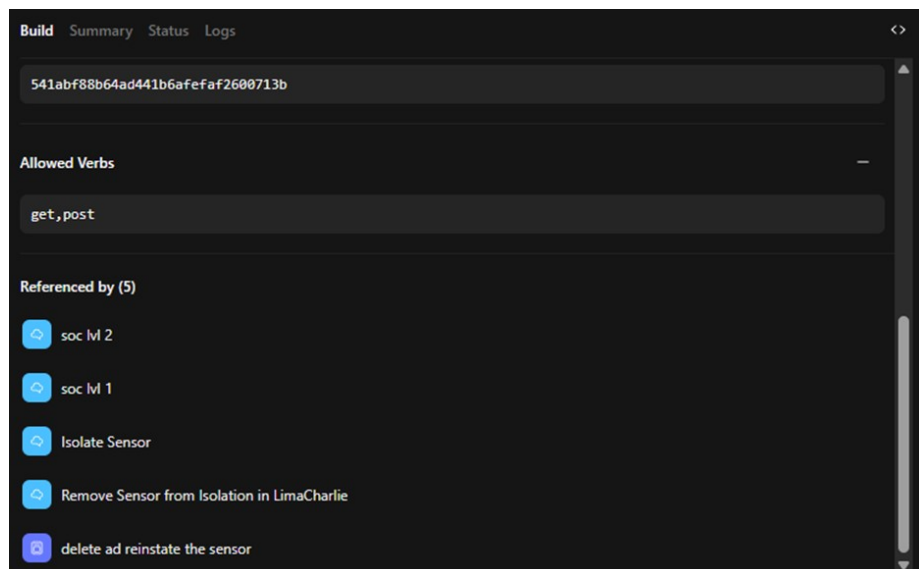 Build Summary Status Logs
541abf88b64ad441b6afefaf2600713b
Allowed Verbs
get,post
Referenced by (5)
soc lvl 2
soc lvl 1
Isolate Sensor
Remove Sensor from Isolation in LimaCharlie
delete ad reinstate the sensor